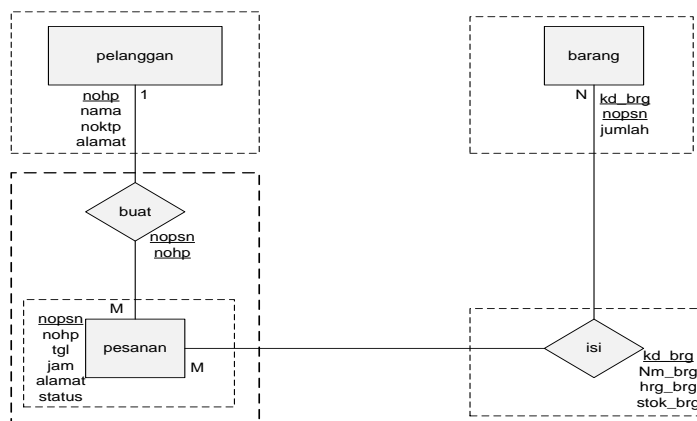 pelanggan
1
nohp
nama
noktp
alamat
barang
N
kd_brg
nopsn
jumlah
buat
nopsn
nohp
M
nopsn
nohp
tgl
jam
alamat
status
pesanan
M
isi
kd_brg
Nm_brg
hrg_brg
stok_brg